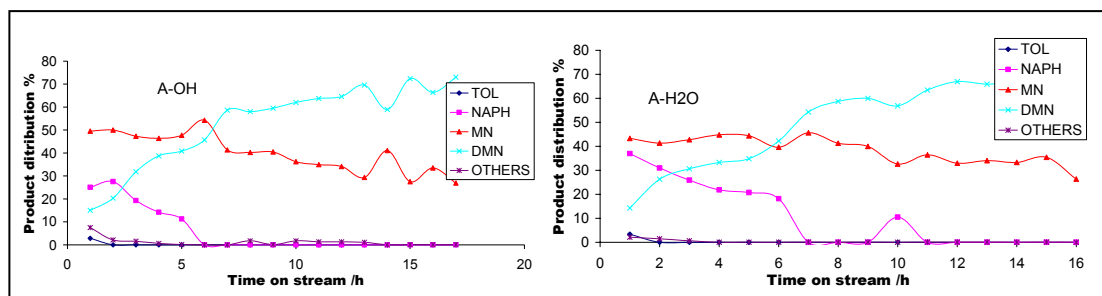 A-OH
Product ditribution %
80
70
60
50
40
30
20
10
0
0
5
10
15
20
Time on stream /h
TOL
NAPH
MN
DMN
OTHERS
A-H2O
Product distribution %
80
70
60
50
40
30
20
10
0
0
2
4
6
8
10
12
14
16
Time on stream /h
TOL
NAPH
MN
DMN
OTHERS